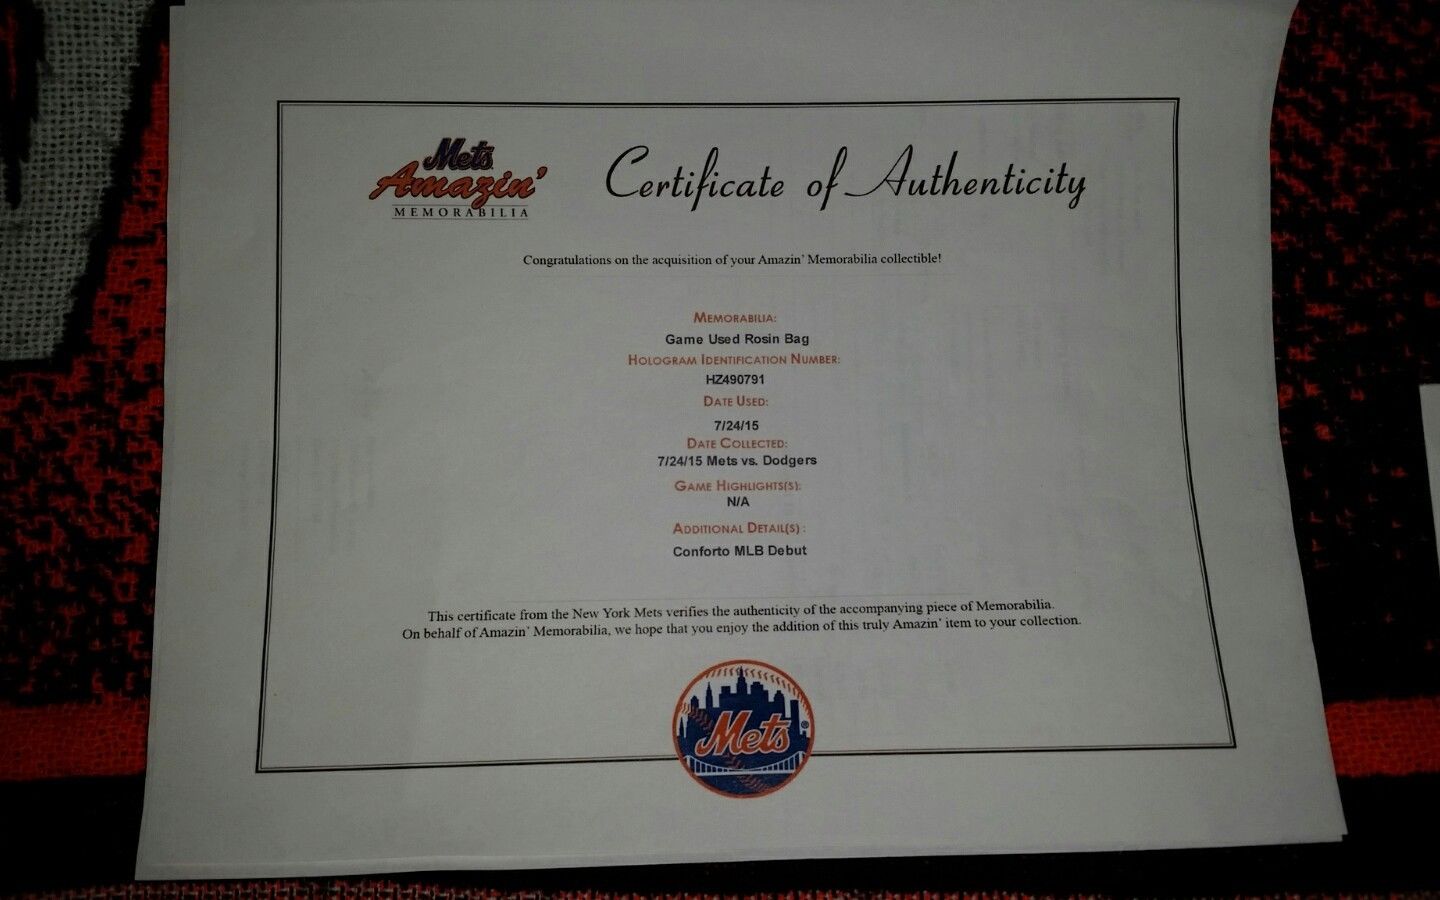 Mets
Amazin'
MEMORABILIA
Certificate of Authenticity
Congratulations on the acquisition of your Amazin' Memorabilia collectible!
MEMORABILIA:
Game Used Rosin Bag
HOLOGRAM IDENTIFICATION NUMBER:
HZ490791
DATE USED:
7/24/15
DATE COLLECTED:
7/24/15 Mets vs. Dodgers
GAME HIGHLIGHTS(S):
N/A
ADDITIONAL DETAIL(S) :
Conforto MLB Debut
This certificate from the New York Mets verifies the authenticity of the accompanying piece of Memorabilia.
On behalf of Amazin' Memorabilia, we hope that you enjoy the addition of this truly Amazin' item to your collection.
Mets
®